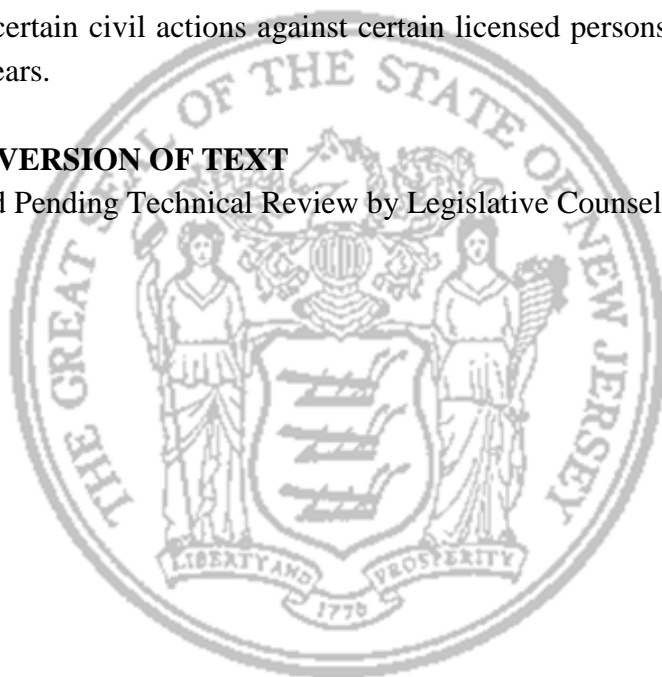 certain civil actions against certain licensed persons
ears.
VERSION OF TEXT
d Pending Technical Review by Legislative Counsel
THE GREAT SEAL OF THE STATE OF NEW JERSEY
LIBERTY AND PROSPERITY
1776